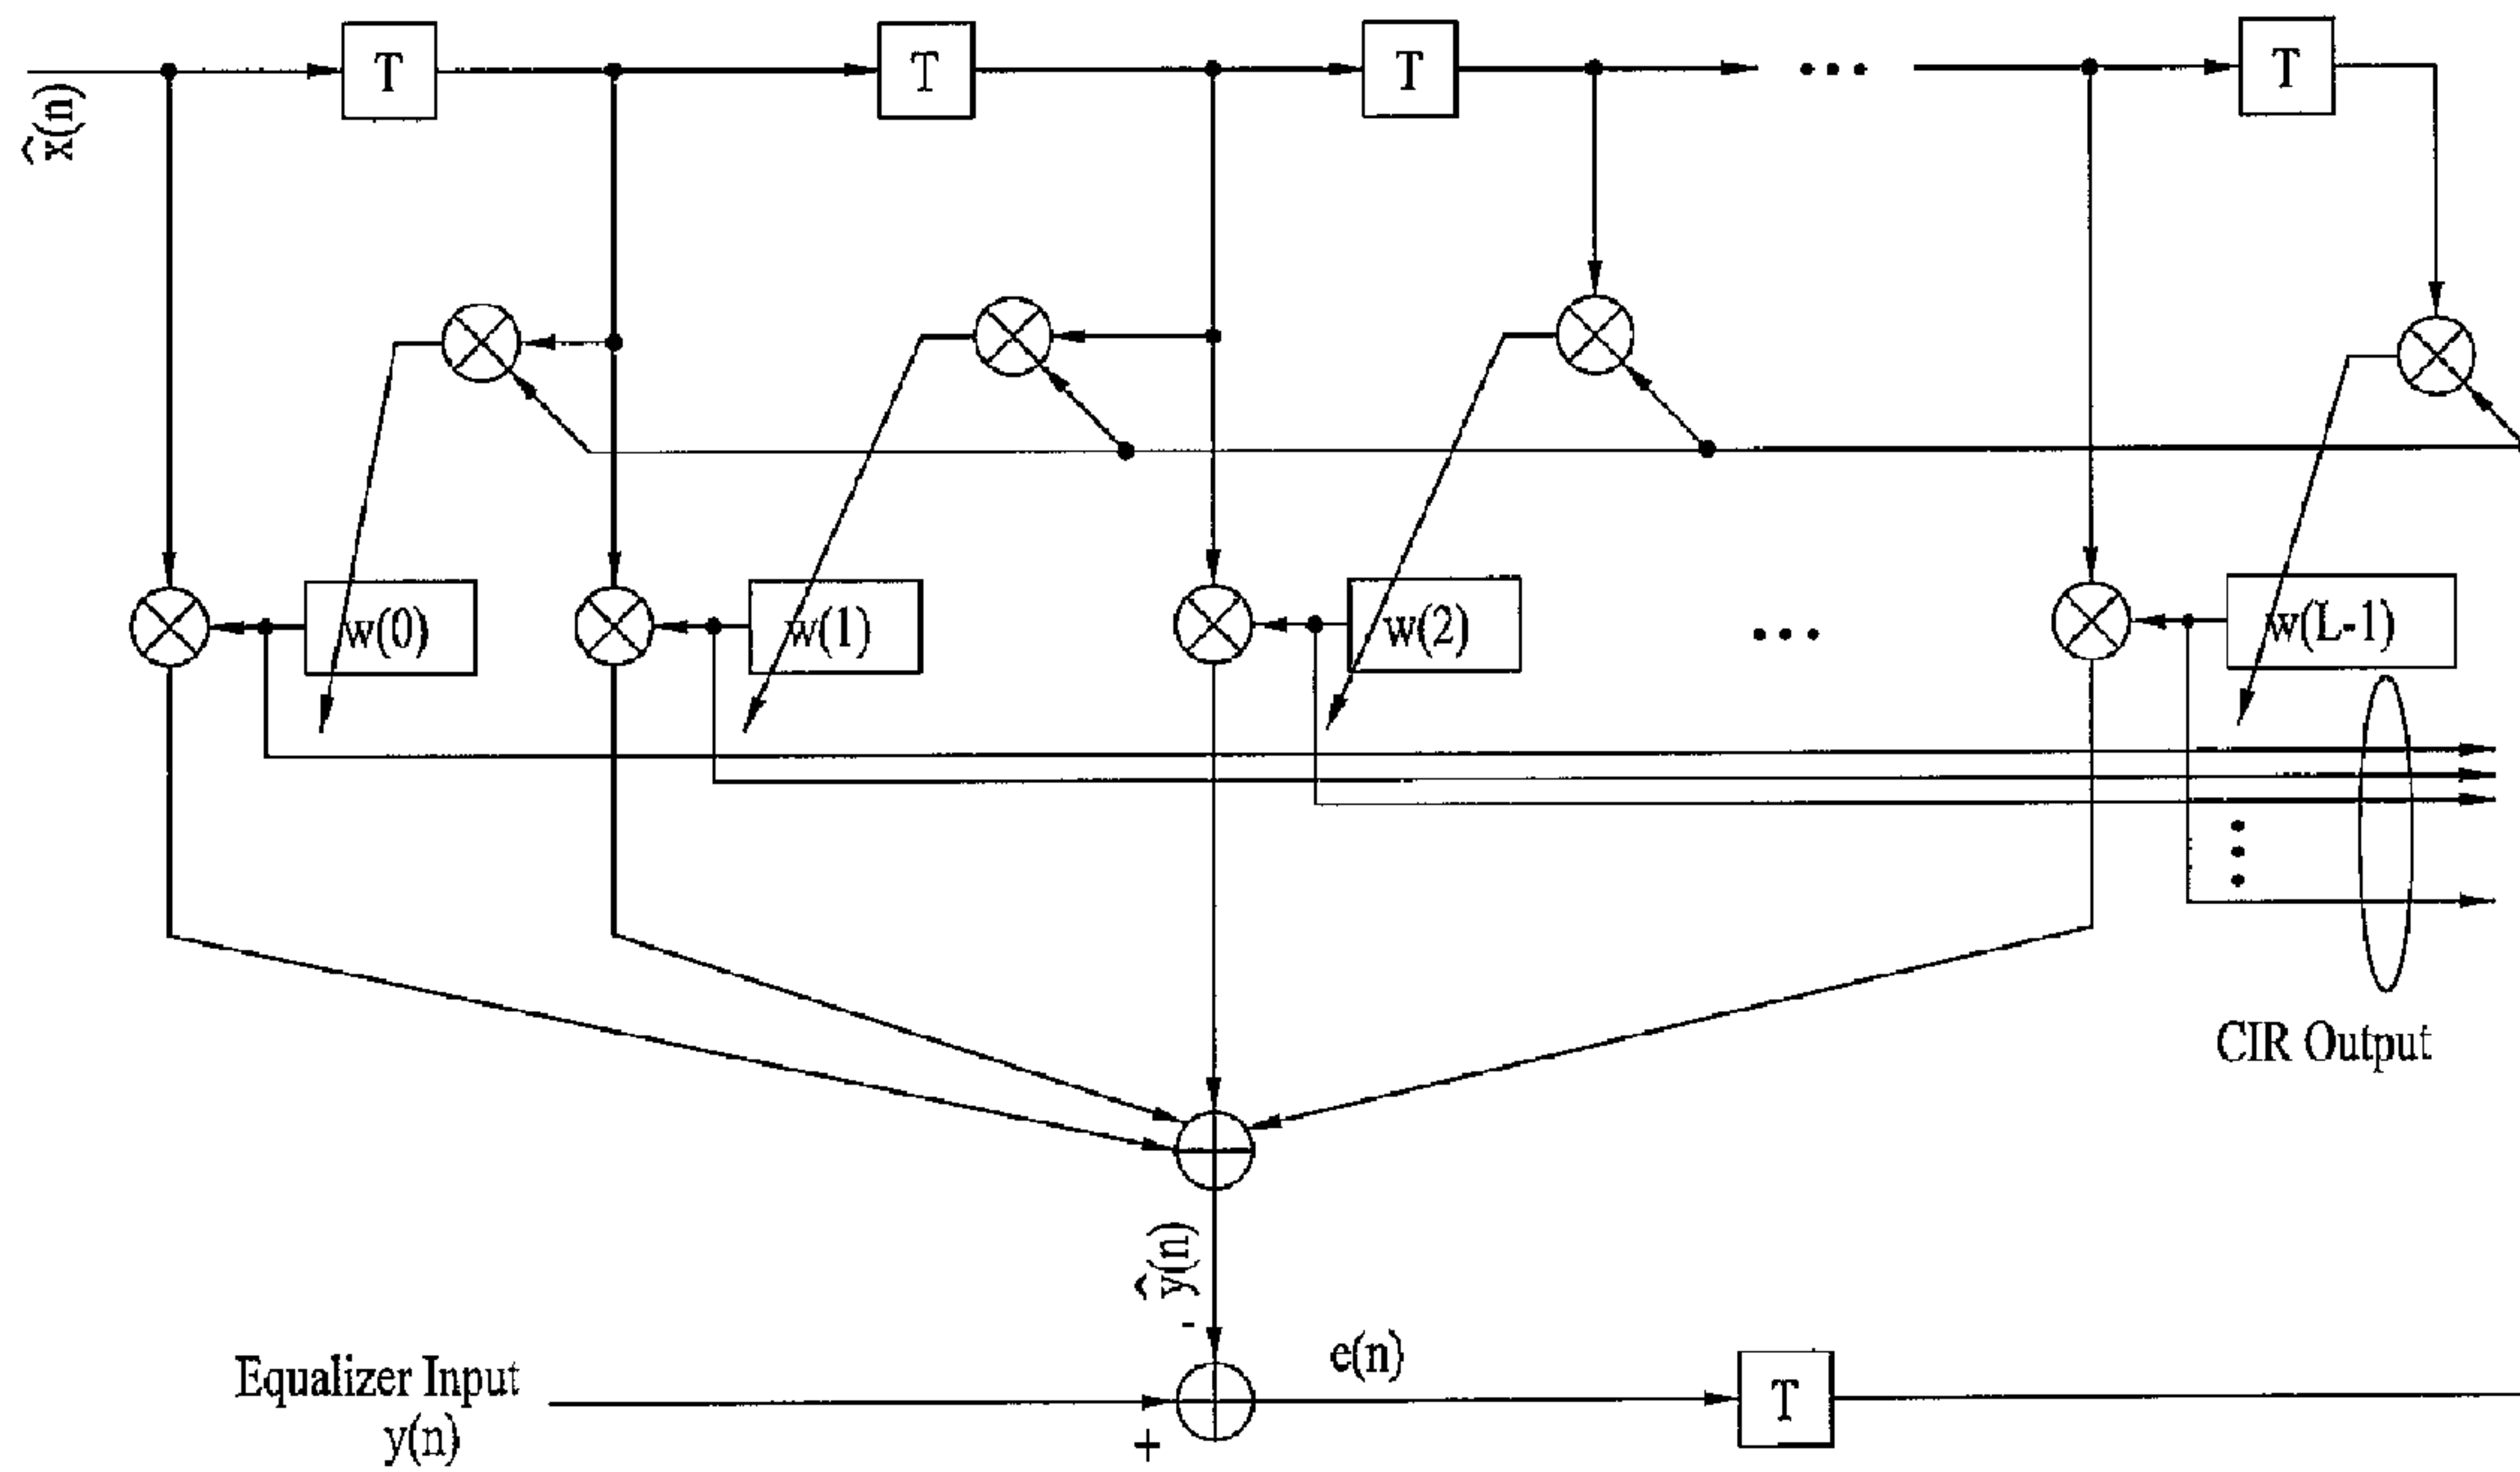 T
T
T
• • •
T
x̂(n)
w(0)
w(1)
w(2)
• • •
w(L-1)
CIR Output
ŷ(n)
-
e(n)
Equalizer Input
y(n)
+
T